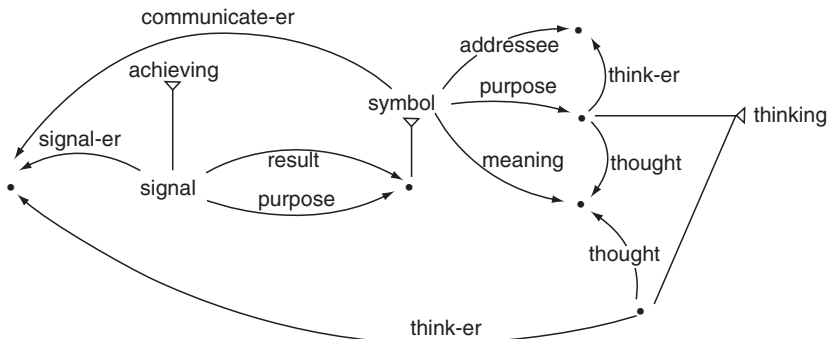 communicate-er
achieving
addressee
think-er
symbol
purpose
thinking
signal-er
result
meaning
thought
signal
purpose
thought
think-er